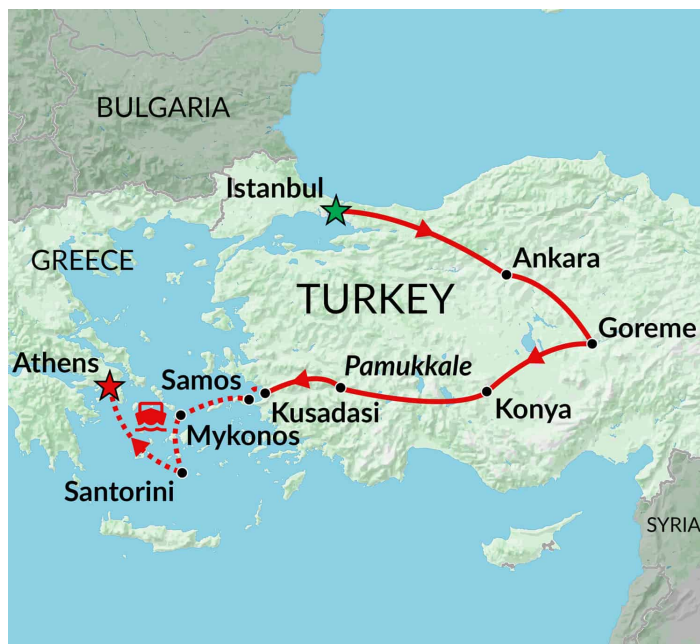 BULGARIA
Istanbul
GREECE
Ankara
TURKEY
Goreme
Athens
Samos
Pamukkale
Kusadasi
Konya
Mykonos
Santorini
SYRIA